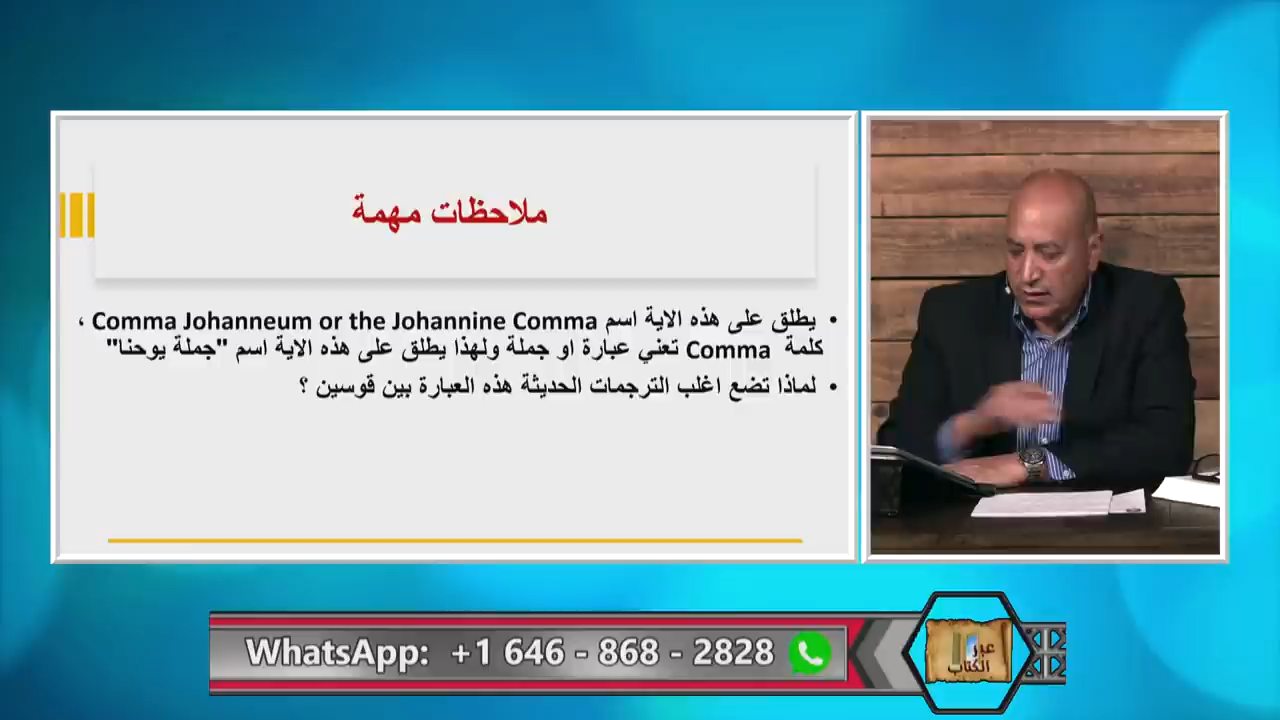 ملاحظات مهمة
• يطلق على هذه الاية اسم Comma Johanneum or the Johannine Comma ،
كلمة Comma تعني عبارة او جملة ولهذا يطلق على هذه الاية اسم "جملة يوحنا"
• لماذا تضع اغلب الترجمات الحديثة هذه العبارة بين قوسين ؟
WhatsApp: +1 646 - 868 - 2828
عبر
الكتاب